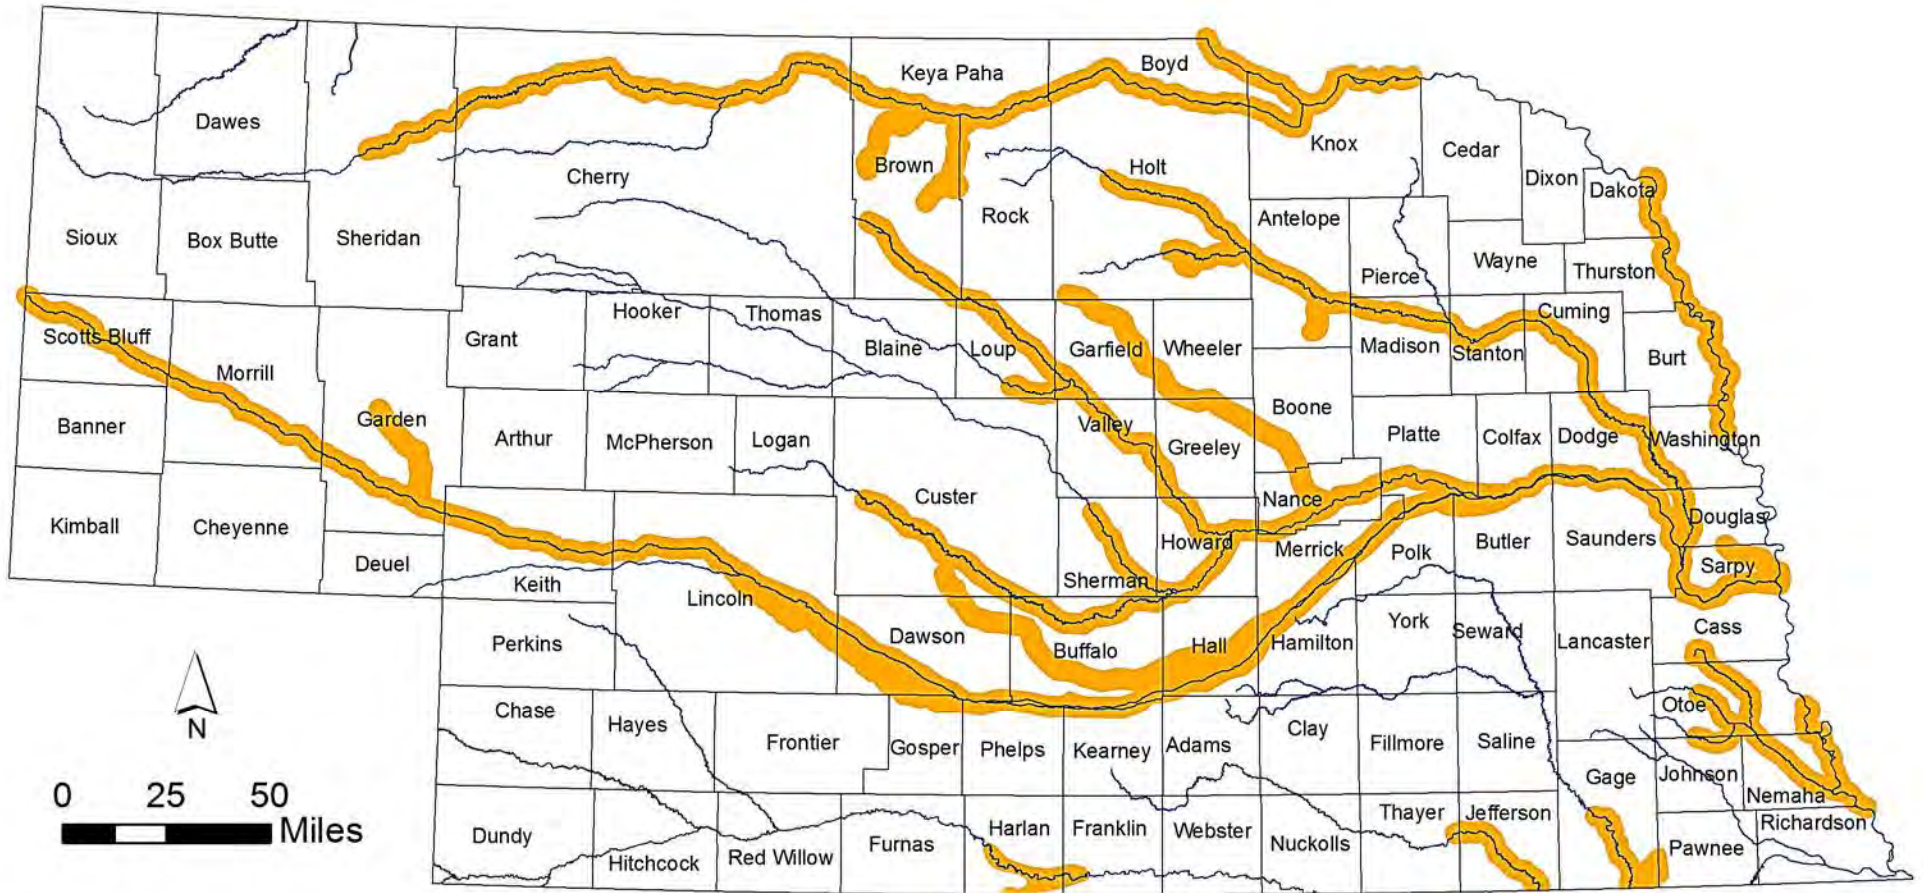 Keya Paha
Boyd
Dawes
Brown
Holt
Knox
Cedar
Cherry
Dixon
Dakota
Sioux
Box Butte
Sheridan
Rock
Antelope
Pierce
Wayne
Thurston
Scotts Bluff
Morrill
Grant
Hooker
Thomas
Blaine
Loup
Garfield
Wheeler
Madison
Stanton
Cuming
Burt
Banner
Garden
Arthur
McPherson
Logan
Valley
Greeley
Boone
Platte
Colfax
Dodge
Washington
Kimball
Cheyenne
Deuel
Custer
Nance
Howard
Merrick
Polk
Butler
Saunders
Douglas
Sarpy
Keith
Lincoln
Sherman
Perkins
Dawson
Buffalo
Hall
Hamilton
York
Seward
Lancaster
Cass
Otoe
Chase
Hayes
Frontier
Gosper
Phelps
Kearney
Adams
Clay
Fillmore
Saline
Gage
Johnson
Nemaha
Dundy
Hitchcock
Red Willow
Furnas
Harlan
Franklin
Webster
Nuckolls
Thayer
Jefferson
Pawnee
Richardson
N
0 25 50
Miles